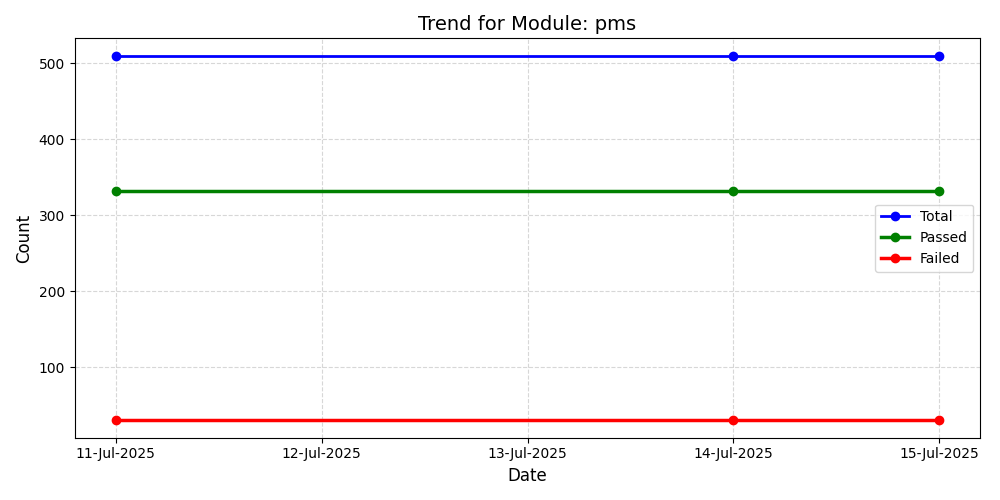 Trend for Module: pms
Count
500
400
300
200
100
Total
Passed
Failed
11-Jul-2025 12-Jul-2025 13-Jul-2025 14-Jul-2025 15-Jul-2025
Date